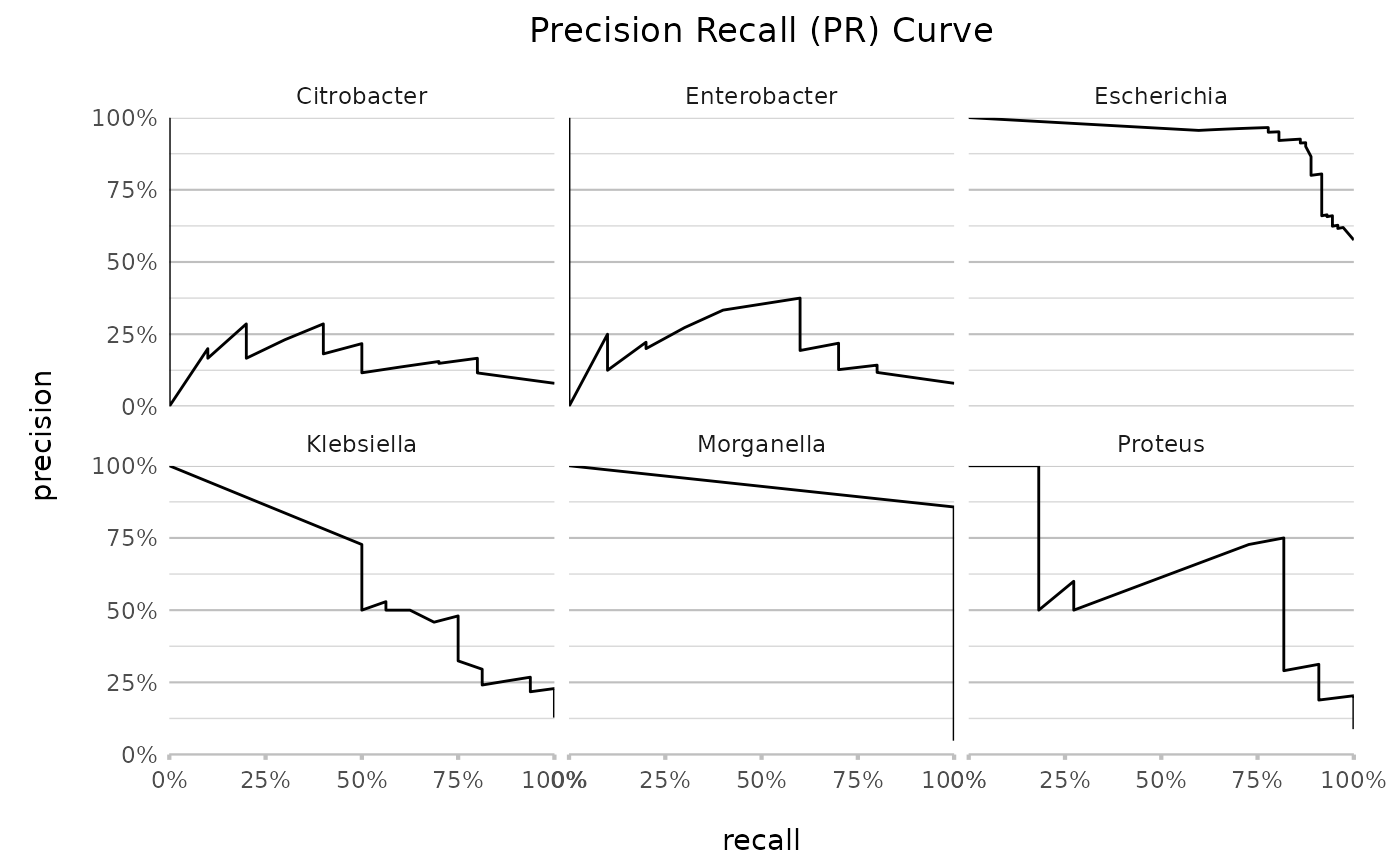 Precision Recall (PR) Curve
Citrobacter Enterobacter Escherichia
100%
75%
50%
25%
0%
Klebsiella Morganella Proteus
100%
75%
50%
25%
0%
0% 25% 50% 75% 100% 0% 25% 50% 75% 100% 0% 25% 50% 75% 100%
precision
recall